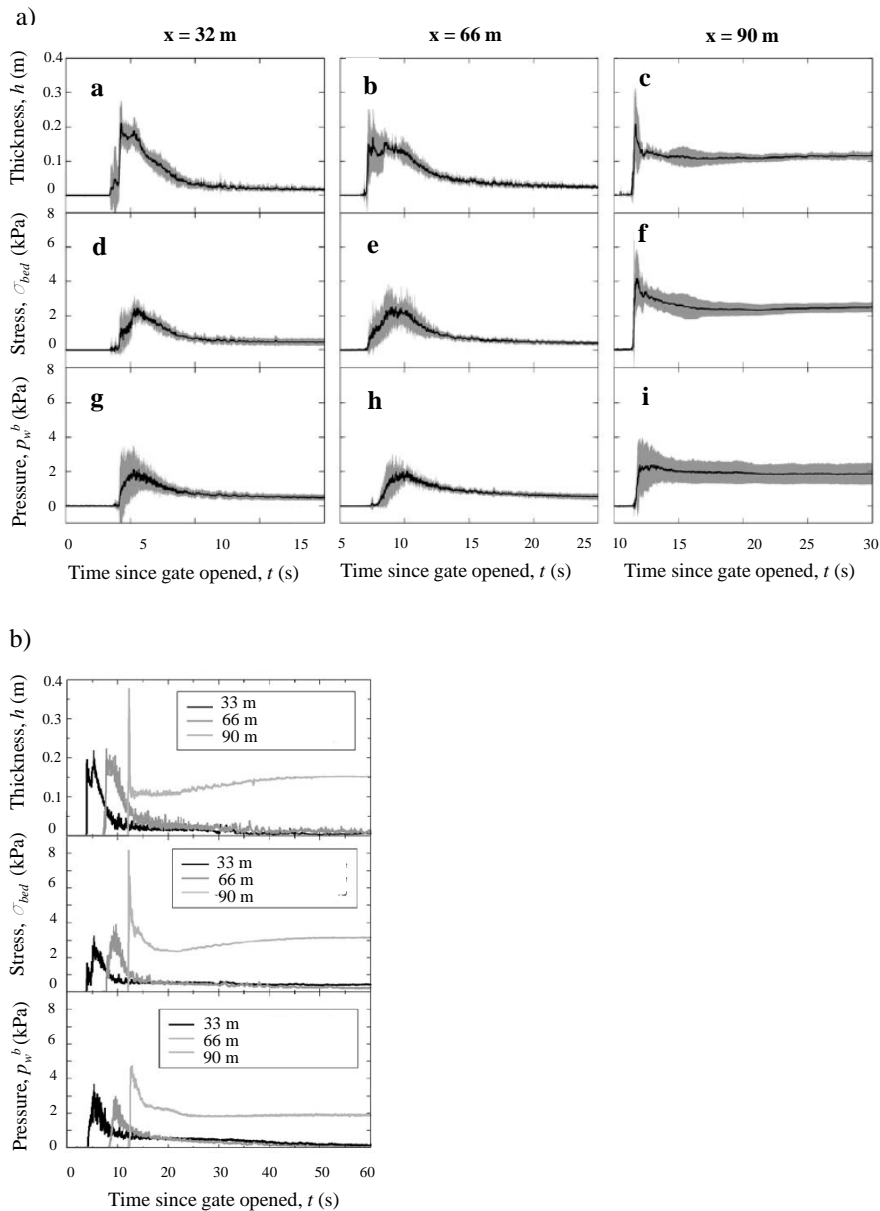 a)
x = 32 m
x = 66 m
x = 90 m
Thickness, h (m)
0.4
0.3
0.2
0.1
0
a
b
c
Stress, σbed (kPa)
8
6
4
2
0
d
e
f
Pressure, p_w^b (kPa)
8
6
4
2
0
g
h
i
0 5 10 15
5 10 15 20 25
10 15 20 25 30
Time since gate opened, t (s)
Time since gate opened, t (s)
Time since gate opened, t (s)
b)
Thickness, h (m)
0.4
0.3
0.2
0.1
0
33 m
66 m
90 m
Stress, σbed (kPa)
8
6
4
2
0
33 m
66 m
90 m
Pressure, p_w^b (kPa)
8
6
4
2
0
33 m
66 m
90 m
0 10 20 30 40 50 60
Time since gate opened, t (s)